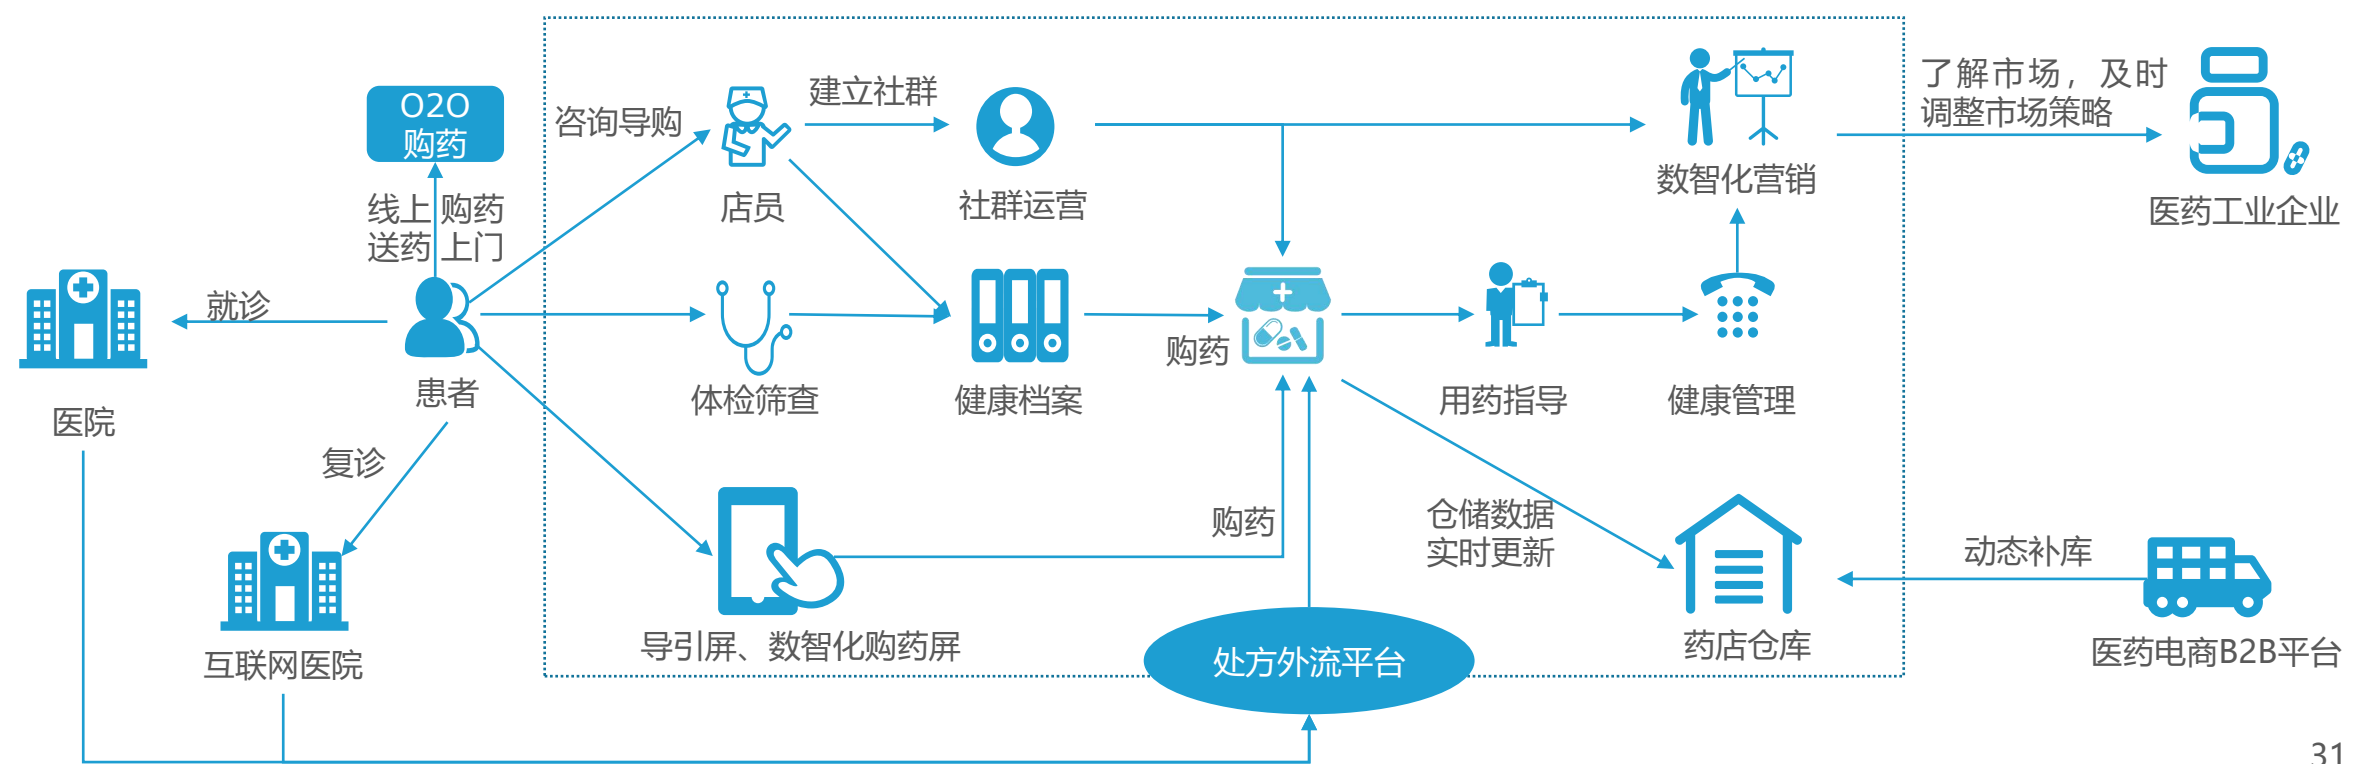 O2O
购药
线上 购药
送药 上门
咨询导购
建立社群
店员
社群运营
数智化营销
了解市场，及时
调整市场策略
医药工业企业
就诊
医院
患者
体检筛查
健康档案
购药
用药指导
健康管理
复诊
互联网医院
导引屏、数智化购药屏
购药
仓储数据
实时更新
处方外流平台
药店仓库
动态补库
医药电商B2B平台
31